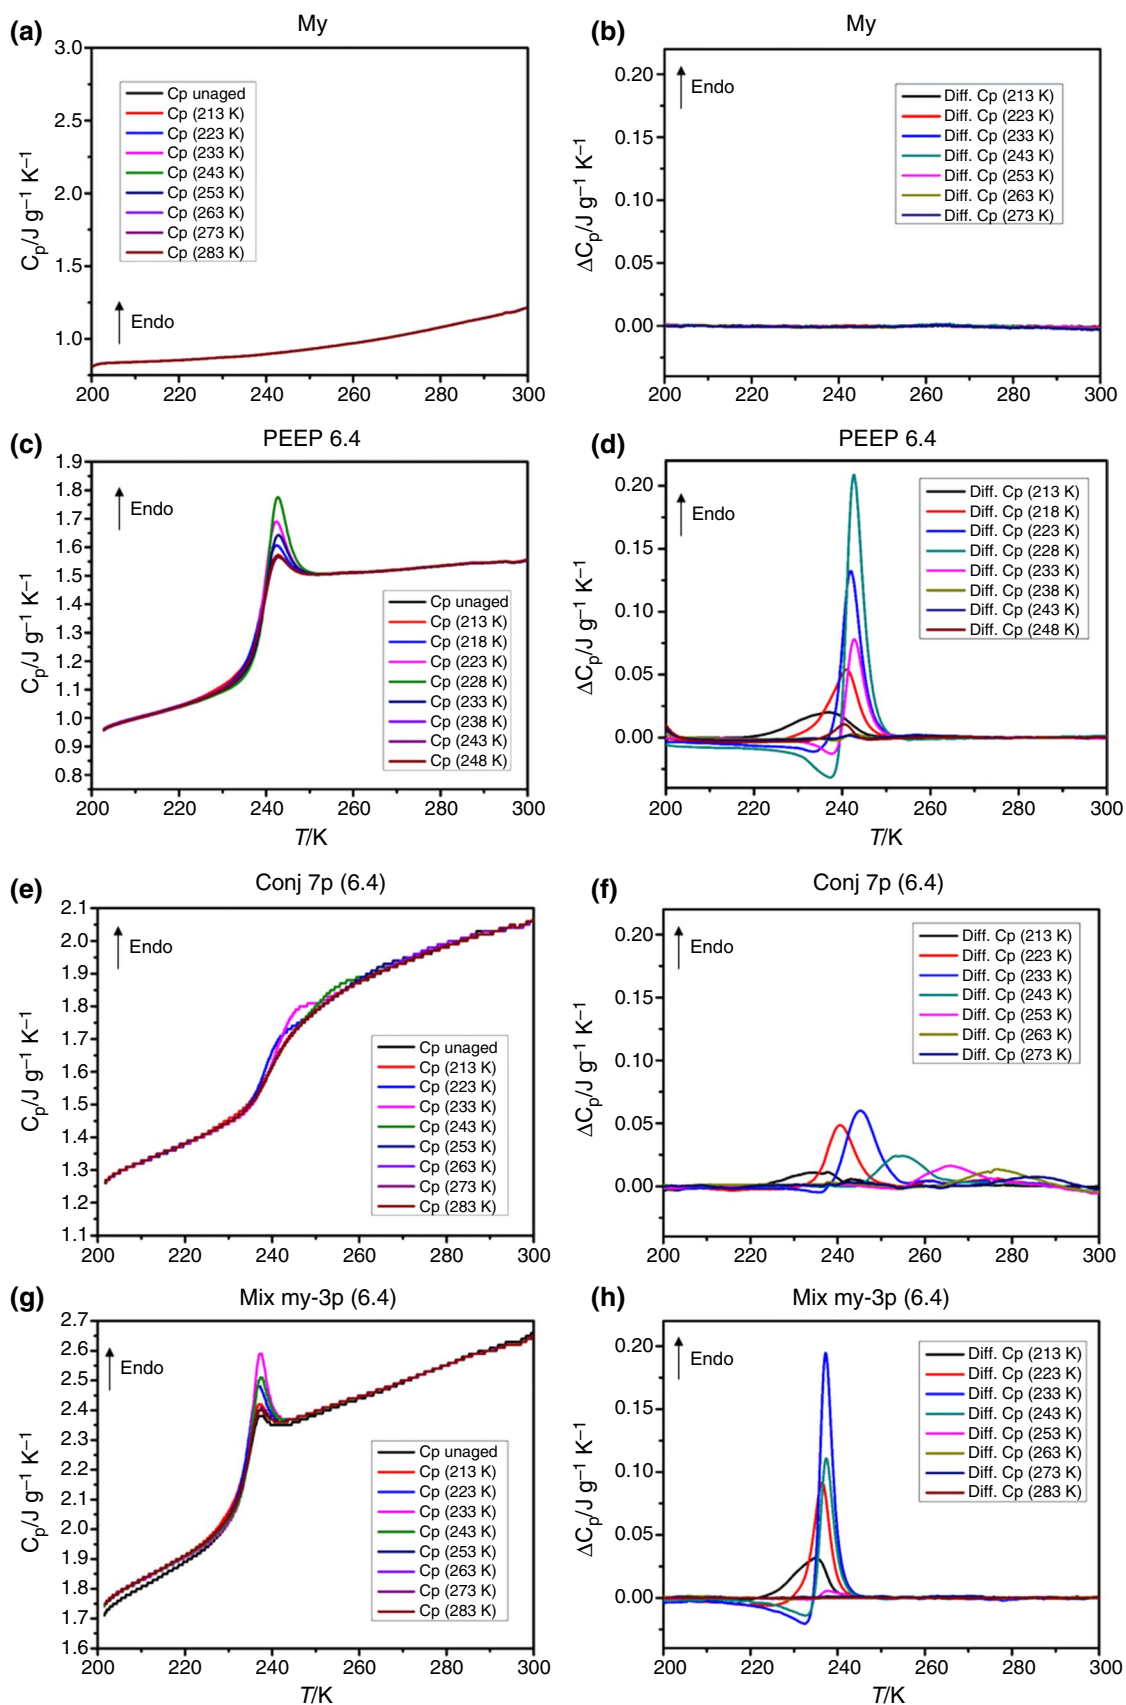 (a)
My
3.0
2.5
2.0
1.5
1.0
Cp/J g–1 K–1
Cp unaged
Cp (213 K)
Cp (223 K)
Cp (233 K)
Cp (243 K)
Cp (253 K)
Cp (263 K)
Cp (273 K)
Cp (283 K)
Endo
200 220 240 260 280 300
(b)
My
0.20
0.15
0.10
0.05
0.00
ΔCp/J g–1 K–1
Endo
Diff. Cp (213 K)
Diff. Cp (223 K)
Diff. Cp (233 K)
Diff. Cp (243 K)
Diff. Cp (253 K)
Diff. Cp (263 K)
Diff. Cp (273 K)
200 220 240 260 280 300
(c)
PEEP 6.4
1.9
1.8
1.7
1.6
1.5
1.4
1.3
1.2
1.1
1.0
0.9
0.8
Cp/J g–1 K–1
Endo
Cp unaged
Cp (213 K)
Cp (218 K)
Cp (223 K)
Cp (228 K)
Cp (233 K)
Cp (238 K)
Cp (243 K)
Cp (248 K)
200 220 240 260 280 300
T/K
(d)
PEEP 6.4
0.20
0.15
0.10
0.05
0.00
ΔCp/J g–1 K–1
Endo
Diff. Cp (213 K)
Diff. Cp (218 K)
Diff. Cp (223 K)
Diff. Cp (228 K)
Diff. Cp (233 K)
Diff. Cp (238 K)
Diff. Cp (243 K)
Diff. Cp (248 K)
200 220 240 260 280 300
T/K
(e)
Conj 7p (6.4)
2.1
2.0
1.9
1.8
1.7
1.6
1.5
1.4
1.3
1.2
1.1
Cp/J g–1 K–1
Endo
Cp unaged
Cp (213 K)
Cp (223 K)
Cp (233 K)
Cp (243 K)
Cp (253 K)
Cp (263 K)
Cp (273 K)
Cp (283 K)
200 220 240 260 280 300
(f)
Conj 7p (6.4)
0.20
0.15
0.10
0.05
0.00
ΔCp/J g–1 K–1
Endo
Diff. Cp (213 K)
Diff. Cp (223 K)
Diff. Cp (233 K)
Diff. Cp (243 K)
Diff. Cp (253 K)
Diff. Cp (263 K)
Diff. Cp (273 K)
200 220 240 260 280 300
(g)
Mix my-3p (6.4)
2.7
2.6
2.5
2.4
2.3
2.2
2.1
2.0
1.9
1.8
1.7
1.6
Cp/J g–1 K–1
Endo
Cp unaged
Cp (213 K)
Cp (223 K)
Cp (233 K)
Cp (243 K)
Cp (253 K)
Cp (263 K)
Cp (273 K)
Cp (283 K)
200 220 240 260 280 300
T/K
(h)
Mix my-3p (6.4)
0.20
0.15
0.10
0.05
0.00
ΔCp/J g–1 K–1
Endo
Diff. Cp (213 K)
Diff. Cp (223 K)
Diff. Cp (233 K)
Diff. Cp (243 K)
Diff. Cp (253 K)
Diff. Cp (263 K)
Diff. Cp (273 K)
Diff. Cp (283 K)
200 220 240 260 280 300
T/K